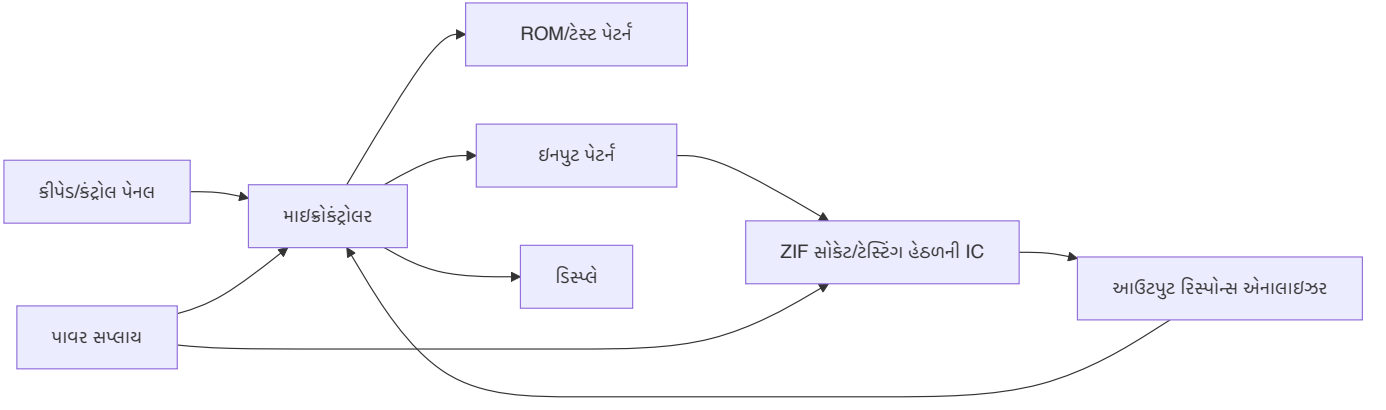 ROM/ટેસ્ટ પેટર્ન
ઇનપુટ પેટર્ન
કીપેડ/કંટ્રોલ પેનલ
માઇક્રોકંટ્રોલર
ZIF સોકેટ/ટેસ્ટિંગ હેઠળની IC
ડિસ્પ્લે
આઉટપુટ રિસ્પોન્સ એનાલાઇઝર
પાવર સપ્લાય